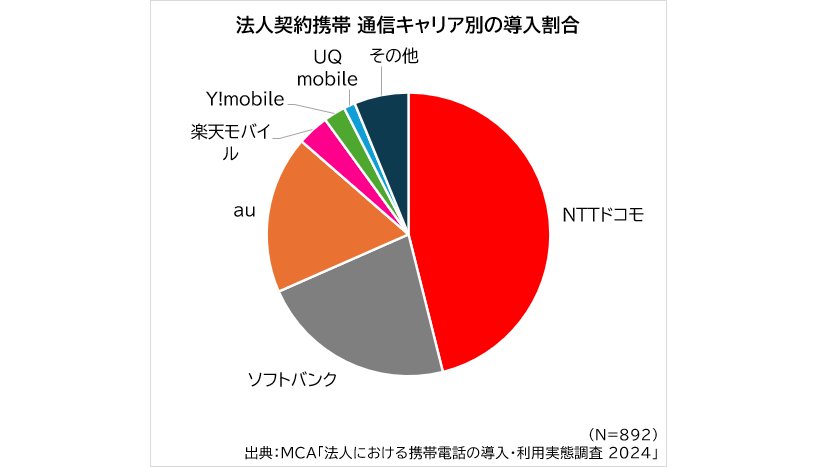 法人契約携帯 通信キャリア別の導入割合
UQ
mobile
その他
Y!mobile
楽天モバイ
ル
au
NTTドコモ
ソフトバンク
（N=892）
出典：MCA「法人における携帯電話の導入・利用実態調査 2024」